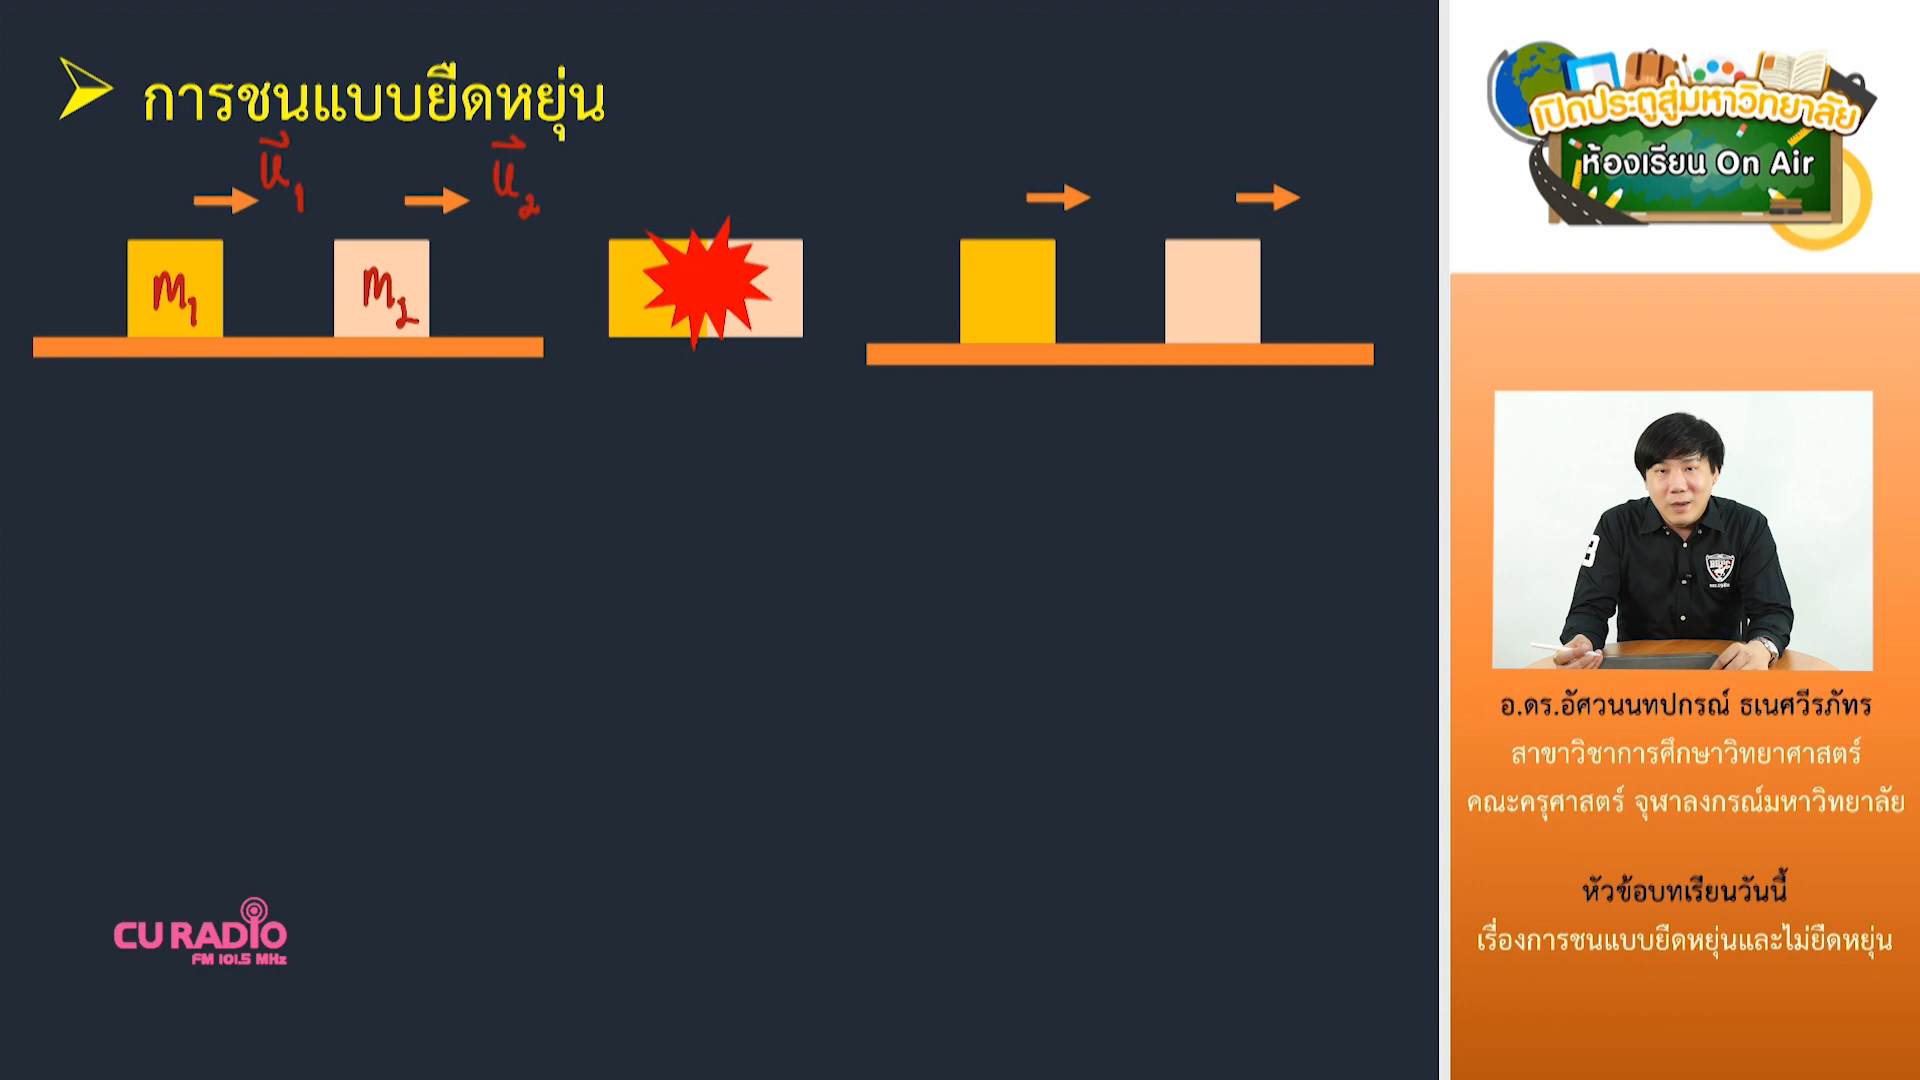 การชนแบบยืดหยุ่น
u₁ u₂
m₁ m₂
CU RADIO
FM 101.5 MHz
เปิดประตูสู่มหาวิทยาลัย
ห้องเรียน On Air
อ.ดร.อัศวนนทปกรณ์ ธเนศวีรภัทร
สาขาวิชาการศึกษาวิทยาศาสตร์
คณะครุศาสตร์ จุฬาลงกรณ์มหาวิทยาลัย
หัวข้อบทเรียนวันนี้
เรื่องการชนแบบยืดหยุ่นและไม่ยืดหยุ่น